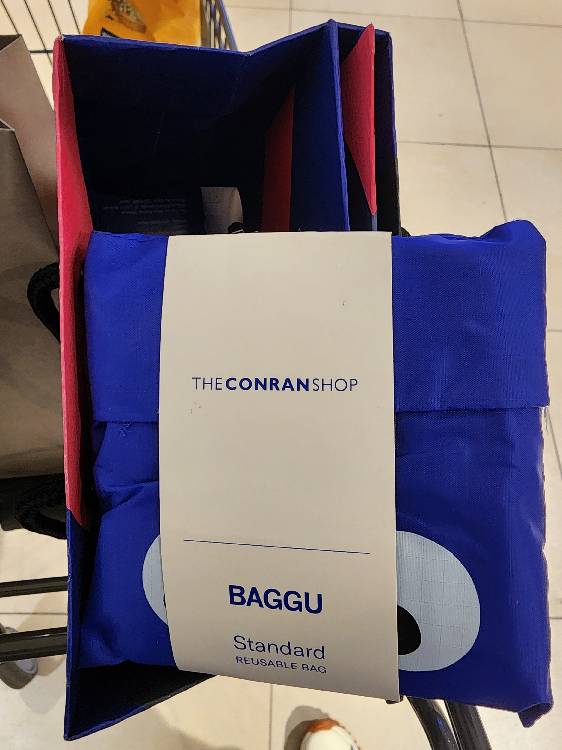 THECONRANSHOP
BAGGU
Standard
REUSABLE BAG